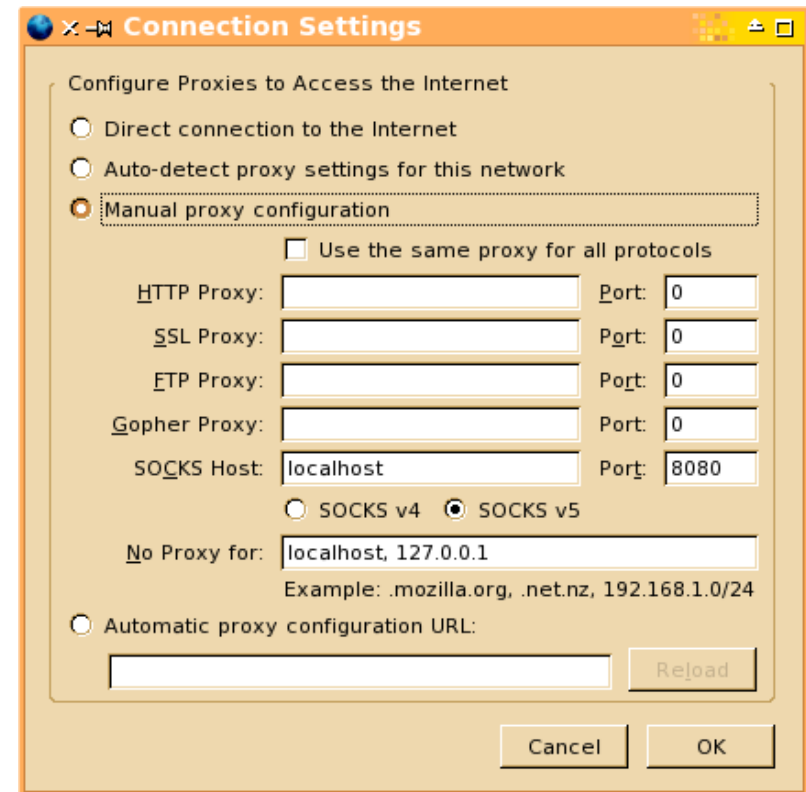 Connection Settings
Configure Proxies to Access the Internet
Direct connection to the Internet
Auto-detect proxy settings for this network
Manual proxy configuration
Use the same proxy for all protocols
HTTP Proxy: Port: 0
SSL Proxy: Port: 0
FTP Proxy: Port: 0
Gopher Proxy: Port: 0
SOCKS Host: localhost Port: 8080
SOCKS v4 SOCKS v5
No Proxy for: localhost, 127.0.0.1
Example: .mozilla.org, .net.nz, 192.168.1.0/24
Automatic proxy configuration URL:
Reload
Cancel OK